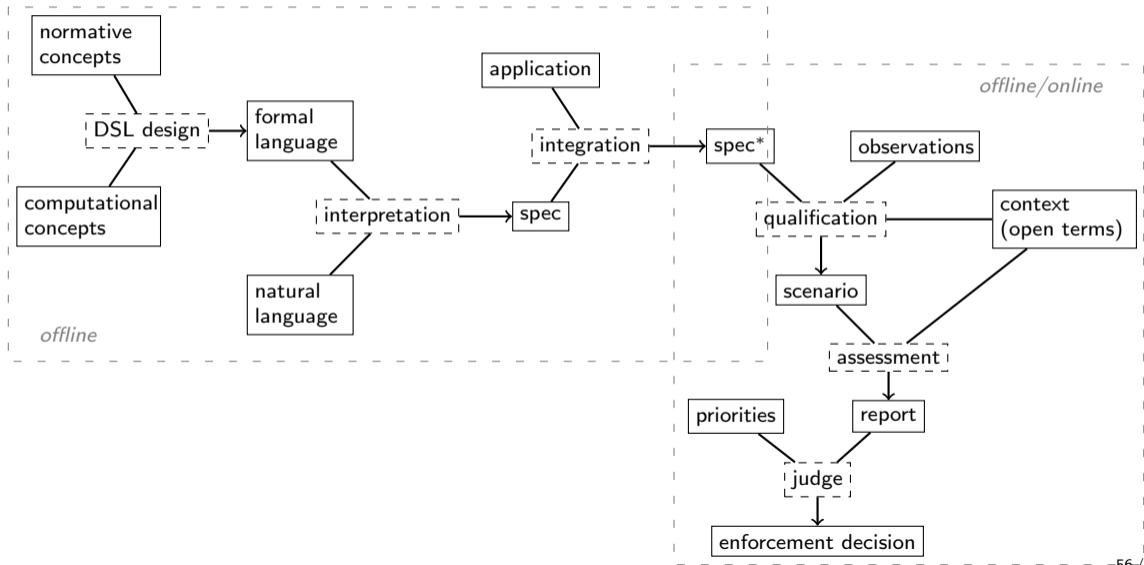 normative
concepts
DSL design
computational
concepts
formal
language
interpretation
natural
language
offline
application
integration
spec
spec*
offline/online
observations
qualification
context
(open terms)
scenario
assessment
priorities
report
judge
enforcement decision
56 /